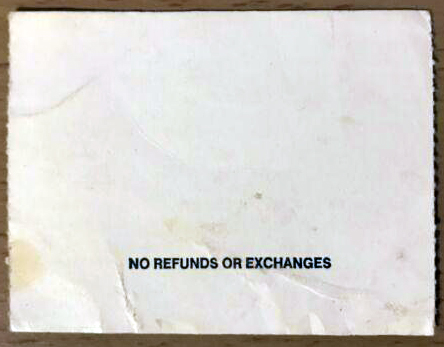 NO REFUNDS OR EXCHANGES